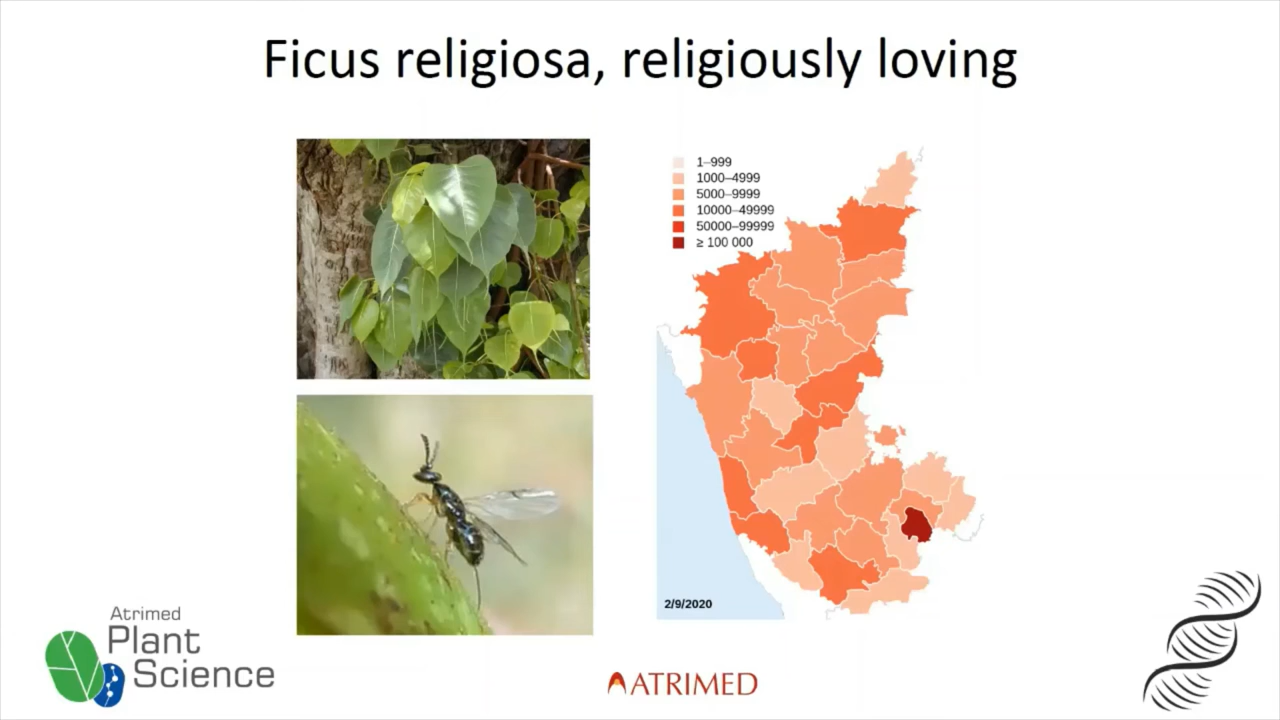 Ficus religiosa, religiously loving
1–999
1000–4999
5000–9999
10000–49999
50000–99999
≥ 100 000
2/9/2020
Atrimed
Plant
Science
ATRIMED